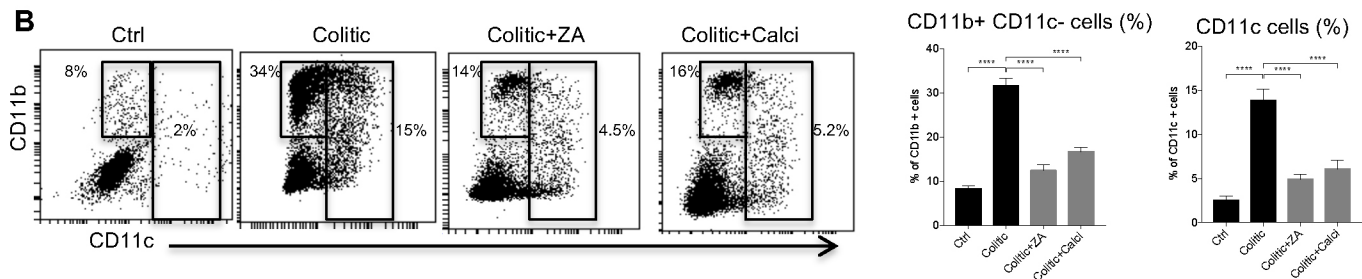 B
Ctrl
Colitic
Colitic+ZA
Colitic+Calci
CD11b
8%
2%
34%
15%
14%
4.5%
16%
5.2%
CD11c
CD11b+ CD11c- cells (%)
% of CD11b + cells
40
30
20
10
0
****
****
****
Ctrl
Colitic
Colitic+ZA
Colitic+Calci
CD11c cells (%)
% of CD11c + cells
20
15
10
5
0
****
****
****
Ctrl
Colitic
Colitic+ZA
Colitic+Calci